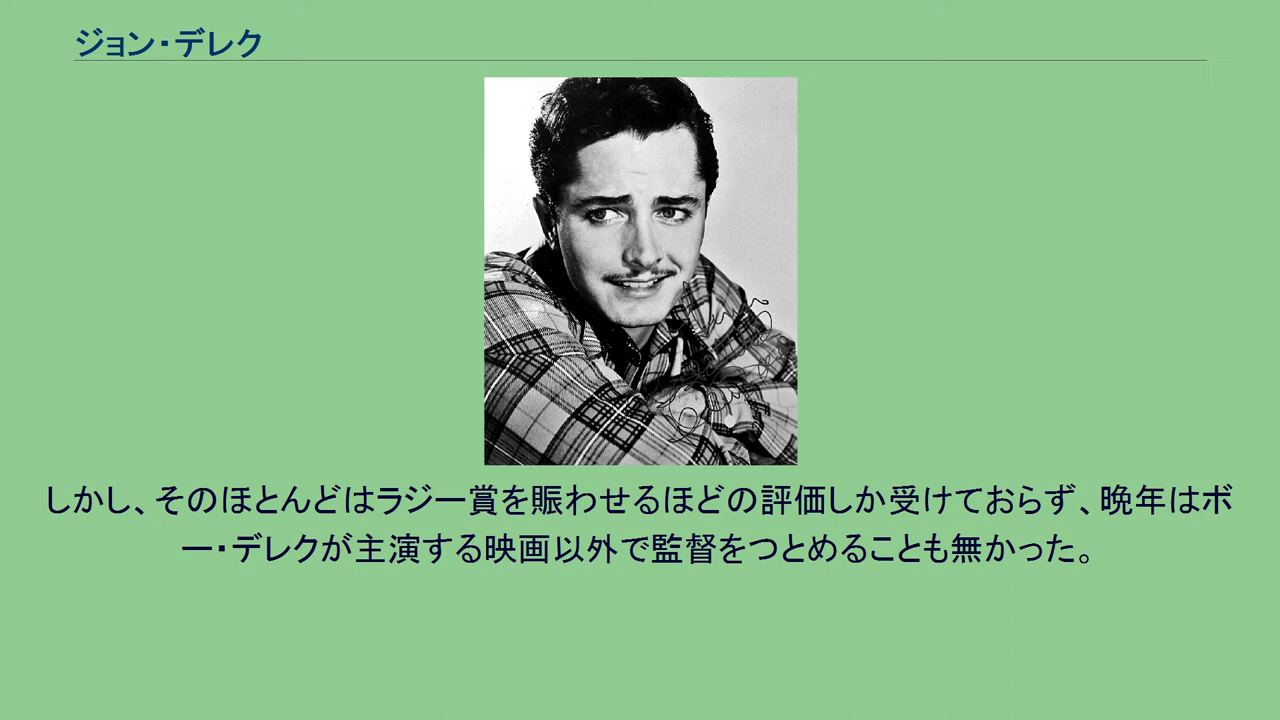 ジョン・デレク
しかし、そのほとんどはラジー賞を賑わせるほどの評価しか受けておらず、晩年はボ
ー・デレクが主演する映画以外で監督をつとめることも無かった。